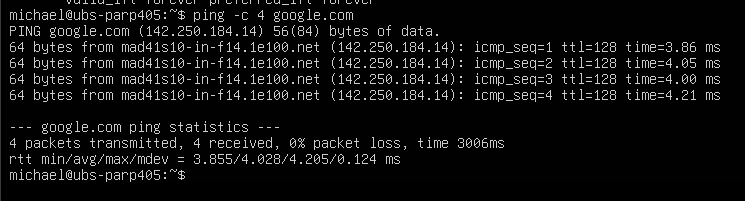 valid_lft forever preferred_lft forever
michael@ubs-parp405:~$ ping -c 4 google.com
PING google.com (142.250.184.14) 56(84) bytes of data.
64 bytes from mad41s10-in-f14.1e100.net (142.250.184.14): icmp_seq=1 ttl=128 time=3.86 ms
64 bytes from mad41s10-in-f14.1e100.net (142.250.184.14): icmp_seq=2 ttl=128 time=4.05 ms
64 bytes from mad41s10-in-f14.1e100.net (142.250.184.14): icmp_seq=3 ttl=128 time=4.00 ms
64 bytes from mad41s10-in-f14.1e100.net (142.250.184.14): icmp_seq=4 ttl=128 time=4.21 ms
--- google.com ping statistics ---
4 packets transmitted, 4 received, 0% packet loss, time 3006ms
rtt min/avg/max/mdev = 3.855/4.028/4.205/0.124 ms
michael@ubs-parp405:~$